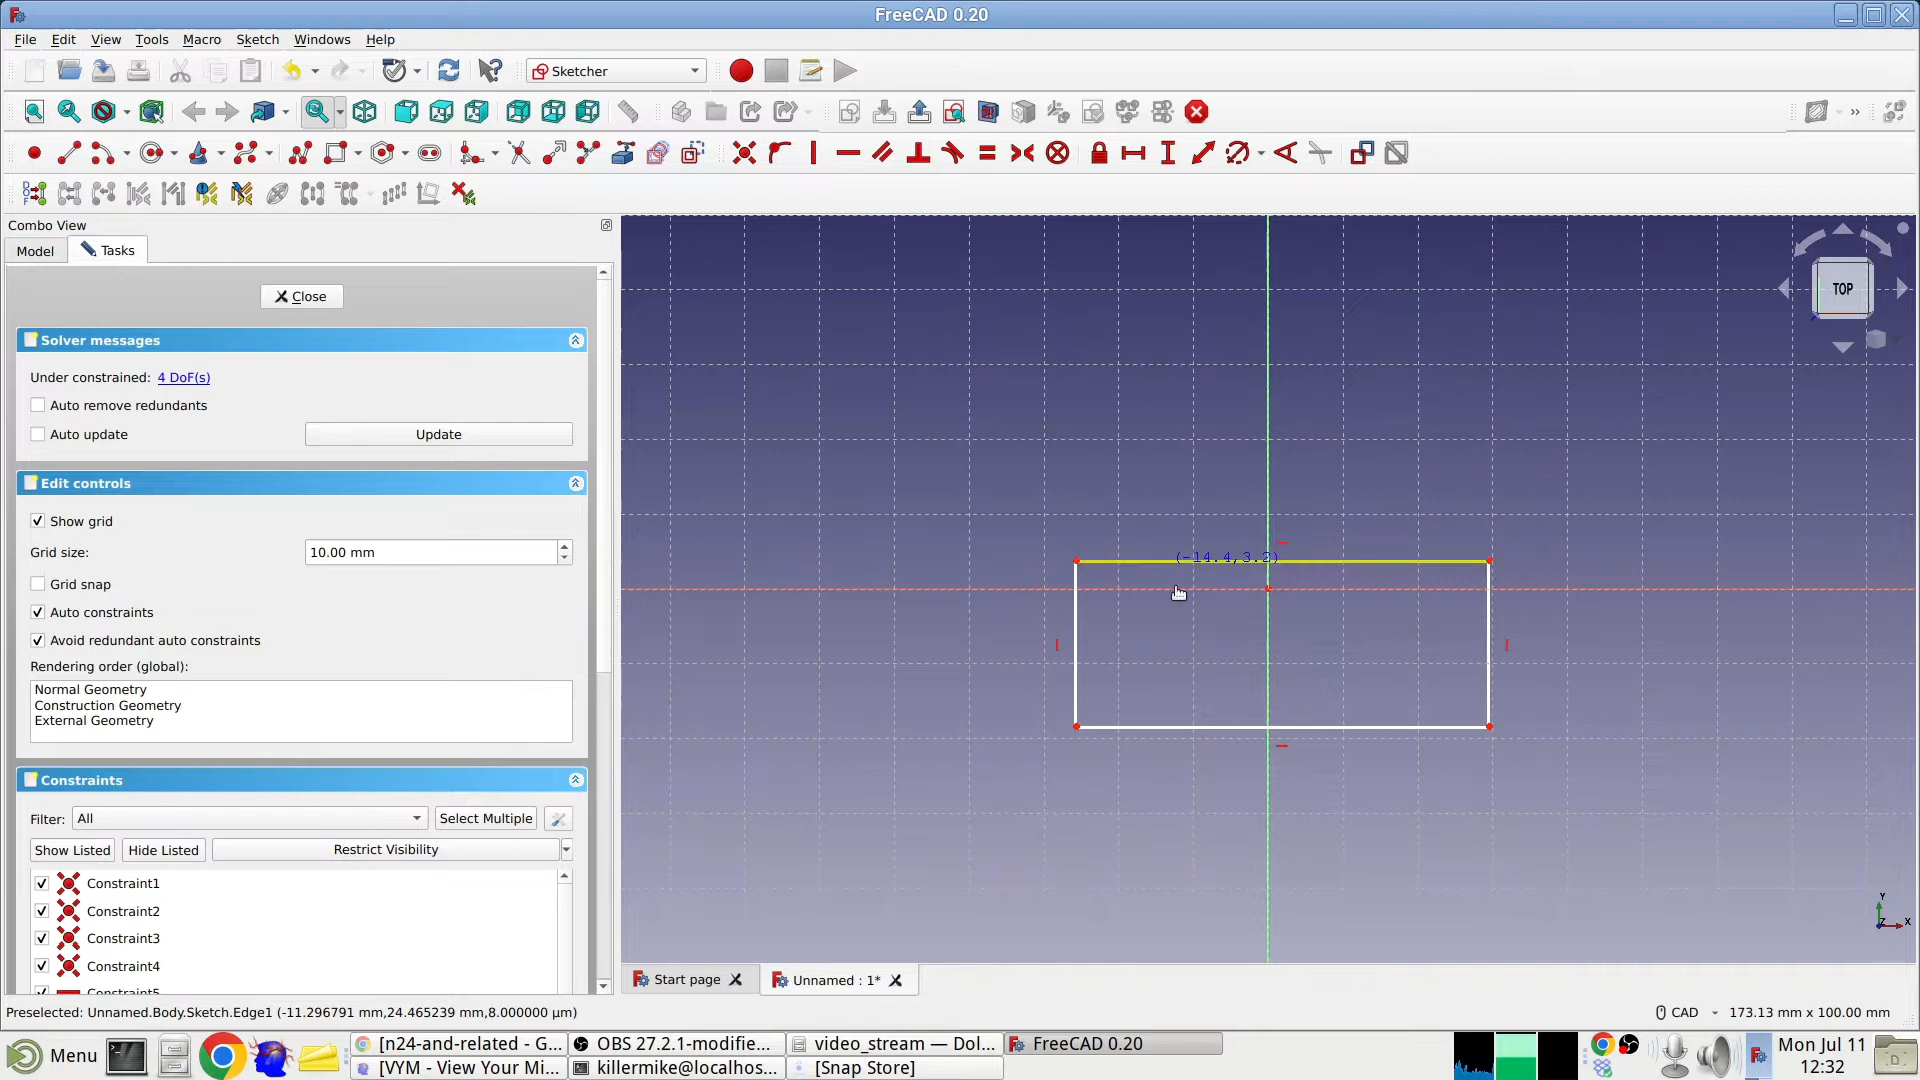 FreeCAD 0.20
File Edit View Tools Macro Sketch Windows Help
Sketcher
»
Combo View
Model Tasks
Close
Solver messages
Under constrained: 4 DoF(s)
Auto remove redundants
Auto update Update
Edit controls
Show grid
Grid size: 10.00 mm
Grid snap
Auto constraints
Avoid redundant auto constraints
Rendering order (global):
Normal Geometry
Construction Geometry
External Geometry
Constraints
Filter: All Select Multiple
Show Listed Hide Listed Restrict Visibility
Constraint1
Constraint2
Constraint3
Constraint4
Constraint5
TOP
(-14.4,3.2)
Y
Z X
Start page Unnamed : 1*
Preselected: Unnamed.Body.Sketch.Edge1 (-11.296791 mm,24.465239 mm,8.000000 µm) CAD 173.13 mm x 100.00 mm
Menu
[n24-and-related - G... OBS 27.2.1-modifie... video_stream — Dol... FreeCAD 0.20
[VYM - View Your Mi... killermike@localhos... [Snap Store]
Mon Jul 11
12:32